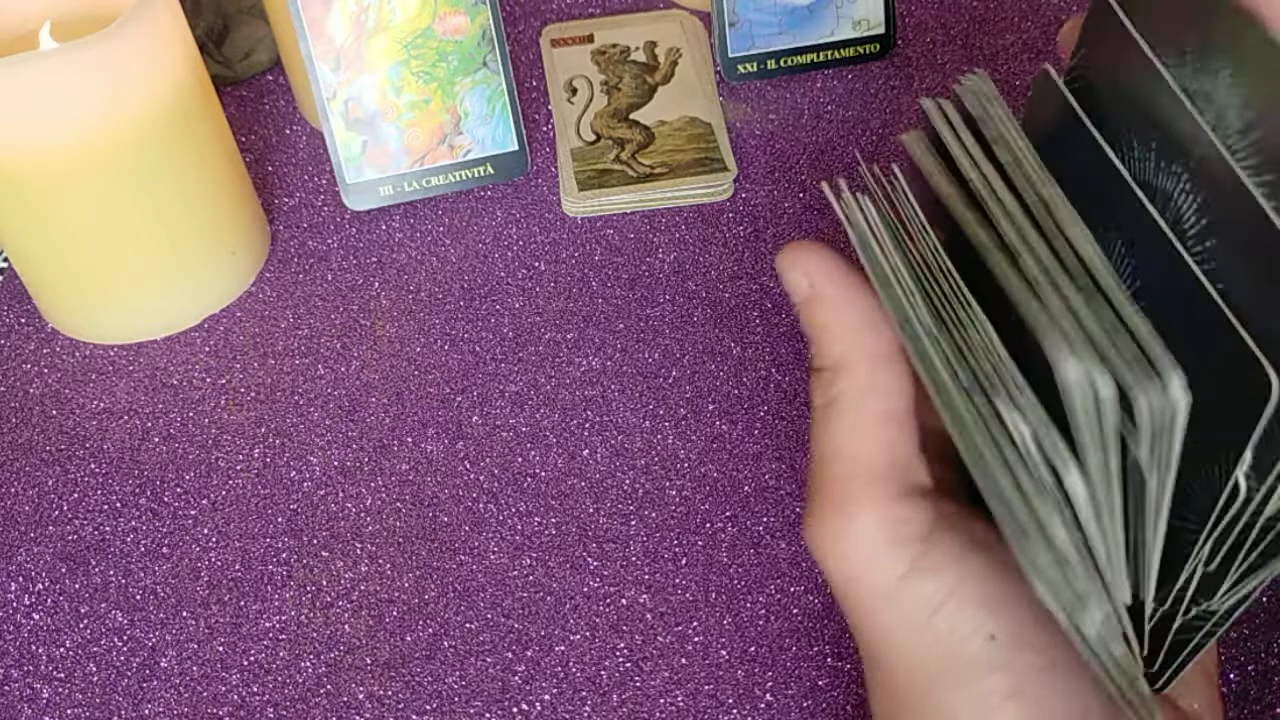 III - LA CREATIVITÀ
XXI - IL COMPLETAMENTO